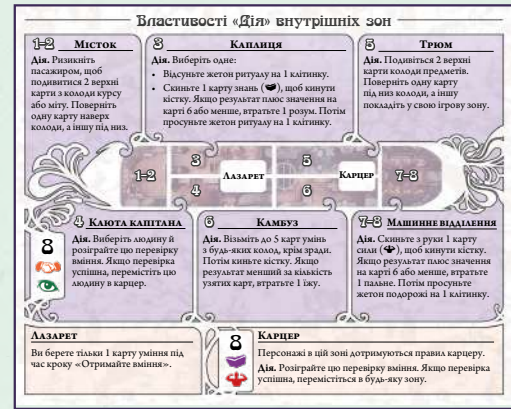 Властивості «Дія» внутрішніх зон
1–2 Місток
Дія. Ризикніть
пасажиром, щоб
подивитися 2 верхні
карти з колоди курсу
або міту. Поверніть
одну карту наверх
колоди, а іншу під низ.
3 Каплиця
Дія. Виберіть одне:
• Відсуньте жетон ритуалу на 1 клітинку.
• Скиньте 1 карту знань ( ), щоб кинути
кістку. Якщо результат плюс значення на
карті 6 або менше, втратьте 1 розум. Потім
просуньте жетон ритуалу на 1 клітинку.
5 Трюм
Дія. Подивіться 2 верхні
карти колоди предметів.
Поверніть одну карту
під низ колоди, а іншу
покладіть у свою ігрову зону.
1–2
3
4
Лазарет
5
6
Карцер
7–8
4 Каюта капітана
8
Дія. Виберіть людину й
розіграйте цю перевірку
вміння. Якщо перевірка
успішна, перемістіть цю
людину в карцер.
6 Камбуз
Дія. Візьміть до 5 карт умінь
з будь-яких колод, крім зради.
Потім киньте кістку. Якщо
результат менший за кількість
узятих карт, втратьте 1 їжу.
7–8 Машинне відділення
Дія. Скиньте з руки 1 карту
сили ( ), щоб кинути кістку.
Якщо результат плюс значення
на карті 6 або менше, втратьте
1 пальне. Потім просуньте
жетон подорожі на 1 клітинку.
Лазарет
Ви берете тільки 1 карту уміння під
час кроку «Отримайте вміння».
8
Карцер
Персонажі в цій зоні дотримуються правил карцеру.
Дія. Розіграйте цю перевірку вміння. Якщо перевірка
успішна, перемістіться в будь-яку зону.